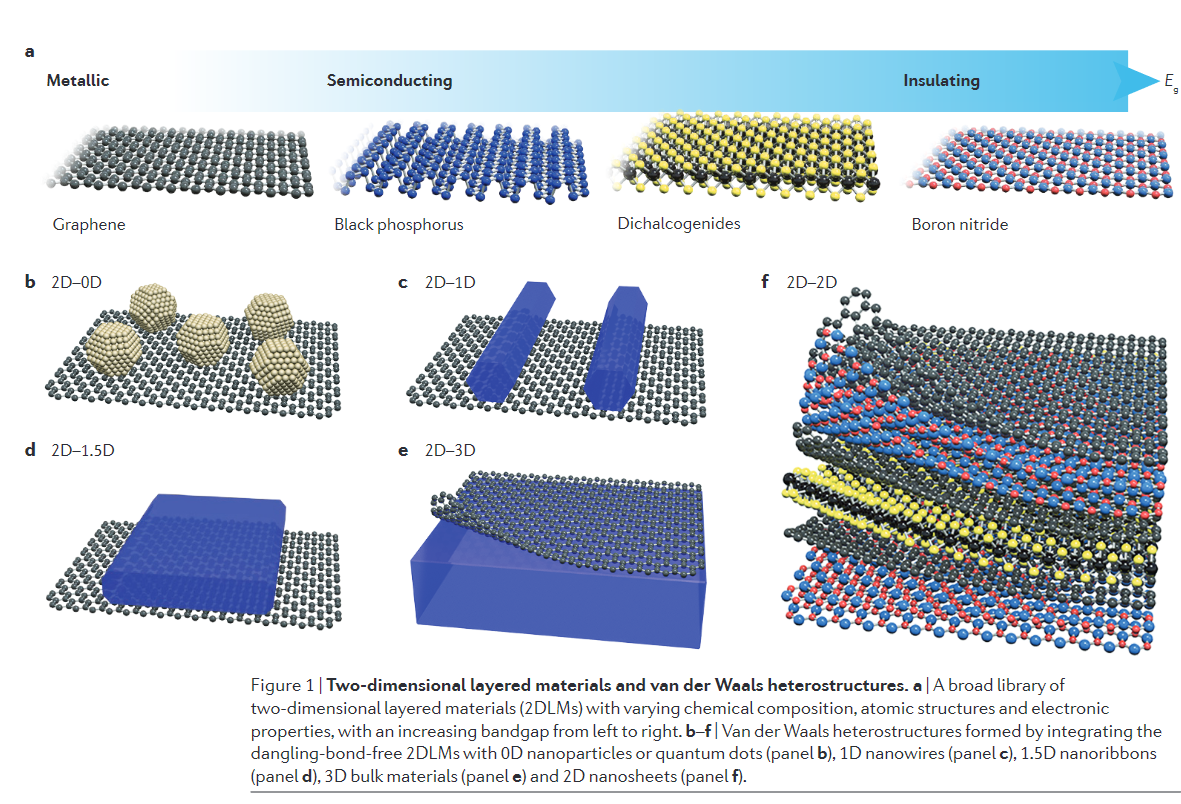 a
Metallic Semiconducting Insulating Eg
Graphene Black phosphorus Dichalcogenides Boron nitride
b 2D–0D c 2D–1D f 2D–2D
d 2D–1.5D e 2D–3D
Figure 1 | Two-dimensional layered materials and van der Waals heterostructures. a | A broad library of
two-dimensional layered materials (2DLMs) with varying chemical composition, atomic structures and electronic
properties, with an increasing bandgap from left to right. b–f | Van der Waals heterostructures formed by integrating the
dangling-bond-free 2DLMs with 0D nanoparticles or quantum dots (panel b), 1D nanowires (panel c), 1.5D nanoribbons
(panel d), 3D bulk materials (panel e) and 2D nanosheets (panel f).